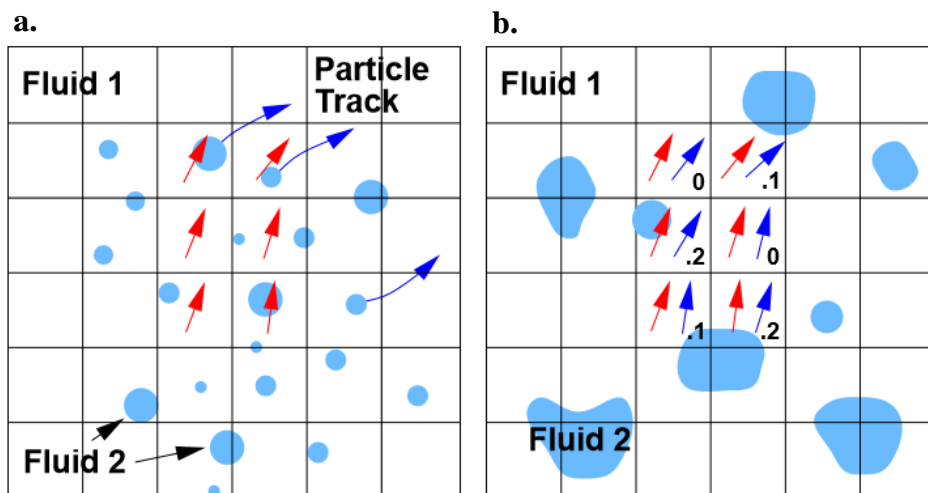 a.
Fluid 1
Particle
Track
Fluid 2
b.
Fluid 1
0
.1
.2
0
.1
.2
Fluid 2